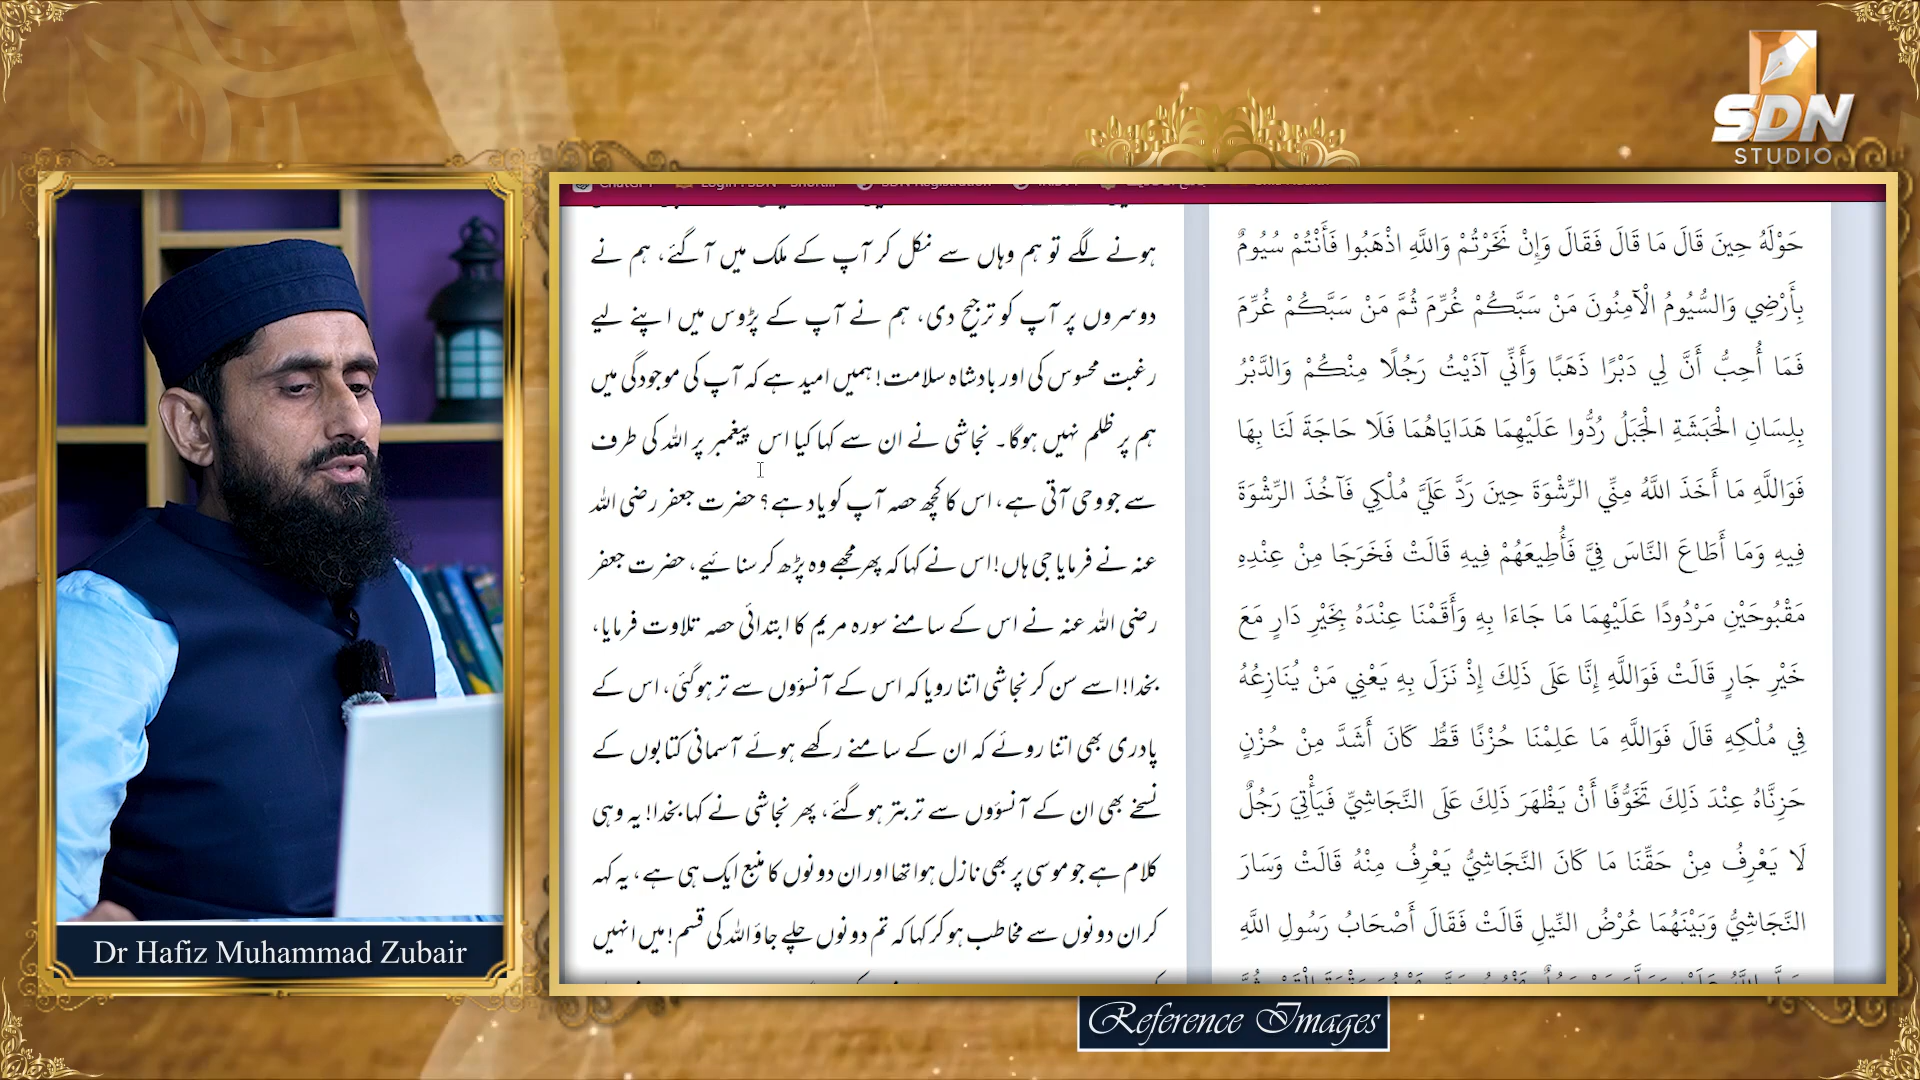 SDN
STUDIO
ChatGPT
SDN Registration
ہونے لگے تو ہم وہاں سے نکل کر آپ کے ملک میں آ گئے، ہم نے
دوسروں پر آپ کو ترجیح دی، ہم نے آپ کے پڑوس میں اپنے لیے
رغبت محسوس کی اور بادشاہ سلامت! ہمیں امید ہے کہ آپ کی موجودگی میں
ہم پر ظلم نہیں ہوگا۔ نجاشی نے ان سے کہا کیا اس پیغمبر پر اللہ کی طرف
سے جو وحی آتی ہے، اس کا کچھ حصہ آپ کو یاد ہے؟ حضرت جعفر رضی اللہ
عنہ نے فرمایا جی ہاں! اس نے کہا کہ پھر مجھے وہ پڑھ کر سنائیے، حضرت جعفر
رضی اللہ عنہ نے اس کے سامنے سورہ مریم کا ابتدائی حصہ تلاوت فرمایا،
بخدا! اسے سن کر نجاشی اتنا رویا کہ اس کے آنسؤوں سے تر ہوگئی، اس کے
پادری بھی اتنا روئے کہ ان کے سامنے رکھے ہوئے آسمانی کتابوں کے
نسخے بھی ان کے آنسؤوں سے تربتر ہو گئے، پھر نجاشی نے کہا بخدا! یہ وہی
کلام ہے جو موسی پر بھی نازل ہوا تھا اور ان دونوں کا منبع ایک ہی ہے، یہ کہہ
کر ان دونوں سے مخاطب ہو کر کہا کہ تم دونوں چلے جاؤ اللہ کی قسم! میں انہیں
حَوْلَهُ حِينَ قَالَ مَا قَالَ فَقَالَ وَإِنْ نَخَرْتُمْ وَاللَّهِ اذْهَبُوا فَأَنْتُمْ سُيُومٌ
بِأَرْضِي وَالسُّيُومُ الْآمِنُونَ مَنْ سَبَّكُمْ غُرِّمَ ثُمَّ مَنْ سَبَّكُمْ غُرِّمَ
فَمَا أُحِبُّ أَنَّ لِي دَبْرًا ذَهَبًا وَأَنِّي آذَيْتُ رَجُلًا مِنْكُمْ وَالدَّبْرُ
بِلِسَانِ الْحَبَشَةِ الْجَبَلُ رُدُّوا عَلَيْهِمَا هَدَايَاهُمَا فَلَا حَاجَةَ لَنَا بِهَا
فَوَاللَّهِ مَا أَخَذَ اللَّهُ مِنِّي الرِّشْوَةَ حِينَ رَدَّ عَلَيَّ مُلْكِي فَآخُذَ الرِّشْوَةَ
فِيهِ وَمَا أَطَاعَ النَّاسَ فِيَّ فَأُطِيعَهُمْ فِيهِ قَالَتْ فَخَرَجَا مِنْ عِنْدِهِ
مَقْبُوحَيْنِ مَرْدُودًا عَلَيْهِمَا مَا جَاءَا بِهِ وَأَقَمْنَا عِنْدَهُ بِخَيْرِ دَارٍ مَعَ
خَيْرِ جَارٍ قَالَتْ فَوَاللَّهِ إِنَّا عَلَى ذَلِكَ إِذْ نَزَلَ بِهِ يَعْنِي مَنْ يُنَازِعُهُ
فِي مُلْكِهِ قَالَ فَوَاللَّهِ مَا عَلِمْنَا حُزْنًا قَطُّ كَانَ أَشَدَّ مِنْ حُزْنٍ
حَزِنَّاهُ عِنْدَ ذَلِكَ تَخَوُّفًا أَنْ يَظْهَرَ ذَلِكَ عَلَى النَّجَاشِيِّ فَيَأْتِيَ رَجُلٌ
لَا يَعْرِفُ مِنْ حَقِّنَا مَا كَانَ النَّجَاشِيُّ يَعْرِفُ مِنْهُ قَالَتْ وَسَارَ
النَّجَاشِيُّ وَبَيْنَهُمَا عُرْضُ النِّيلِ قَالَتْ فَقَالَ أَصْحَابُ رَسُولِ اللَّهِ
Dr Hafiz Muhammad Zubair
Reference Images